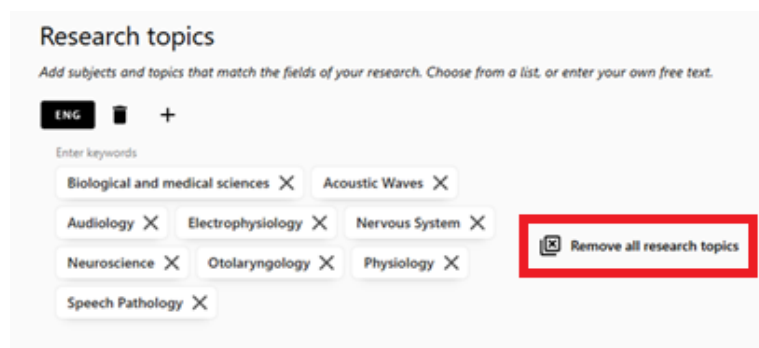 Research topics
Add subjects and topics that match the fields of your research. Choose from a list, or enter your own free text.
ENG
Enter keywords
Biological and medical sciences Acoustic Waves
Audiology Electrophysiology Nervous System
Remove all research topics
Neuroscience Otolaryngology Physiology
Speech Pathology